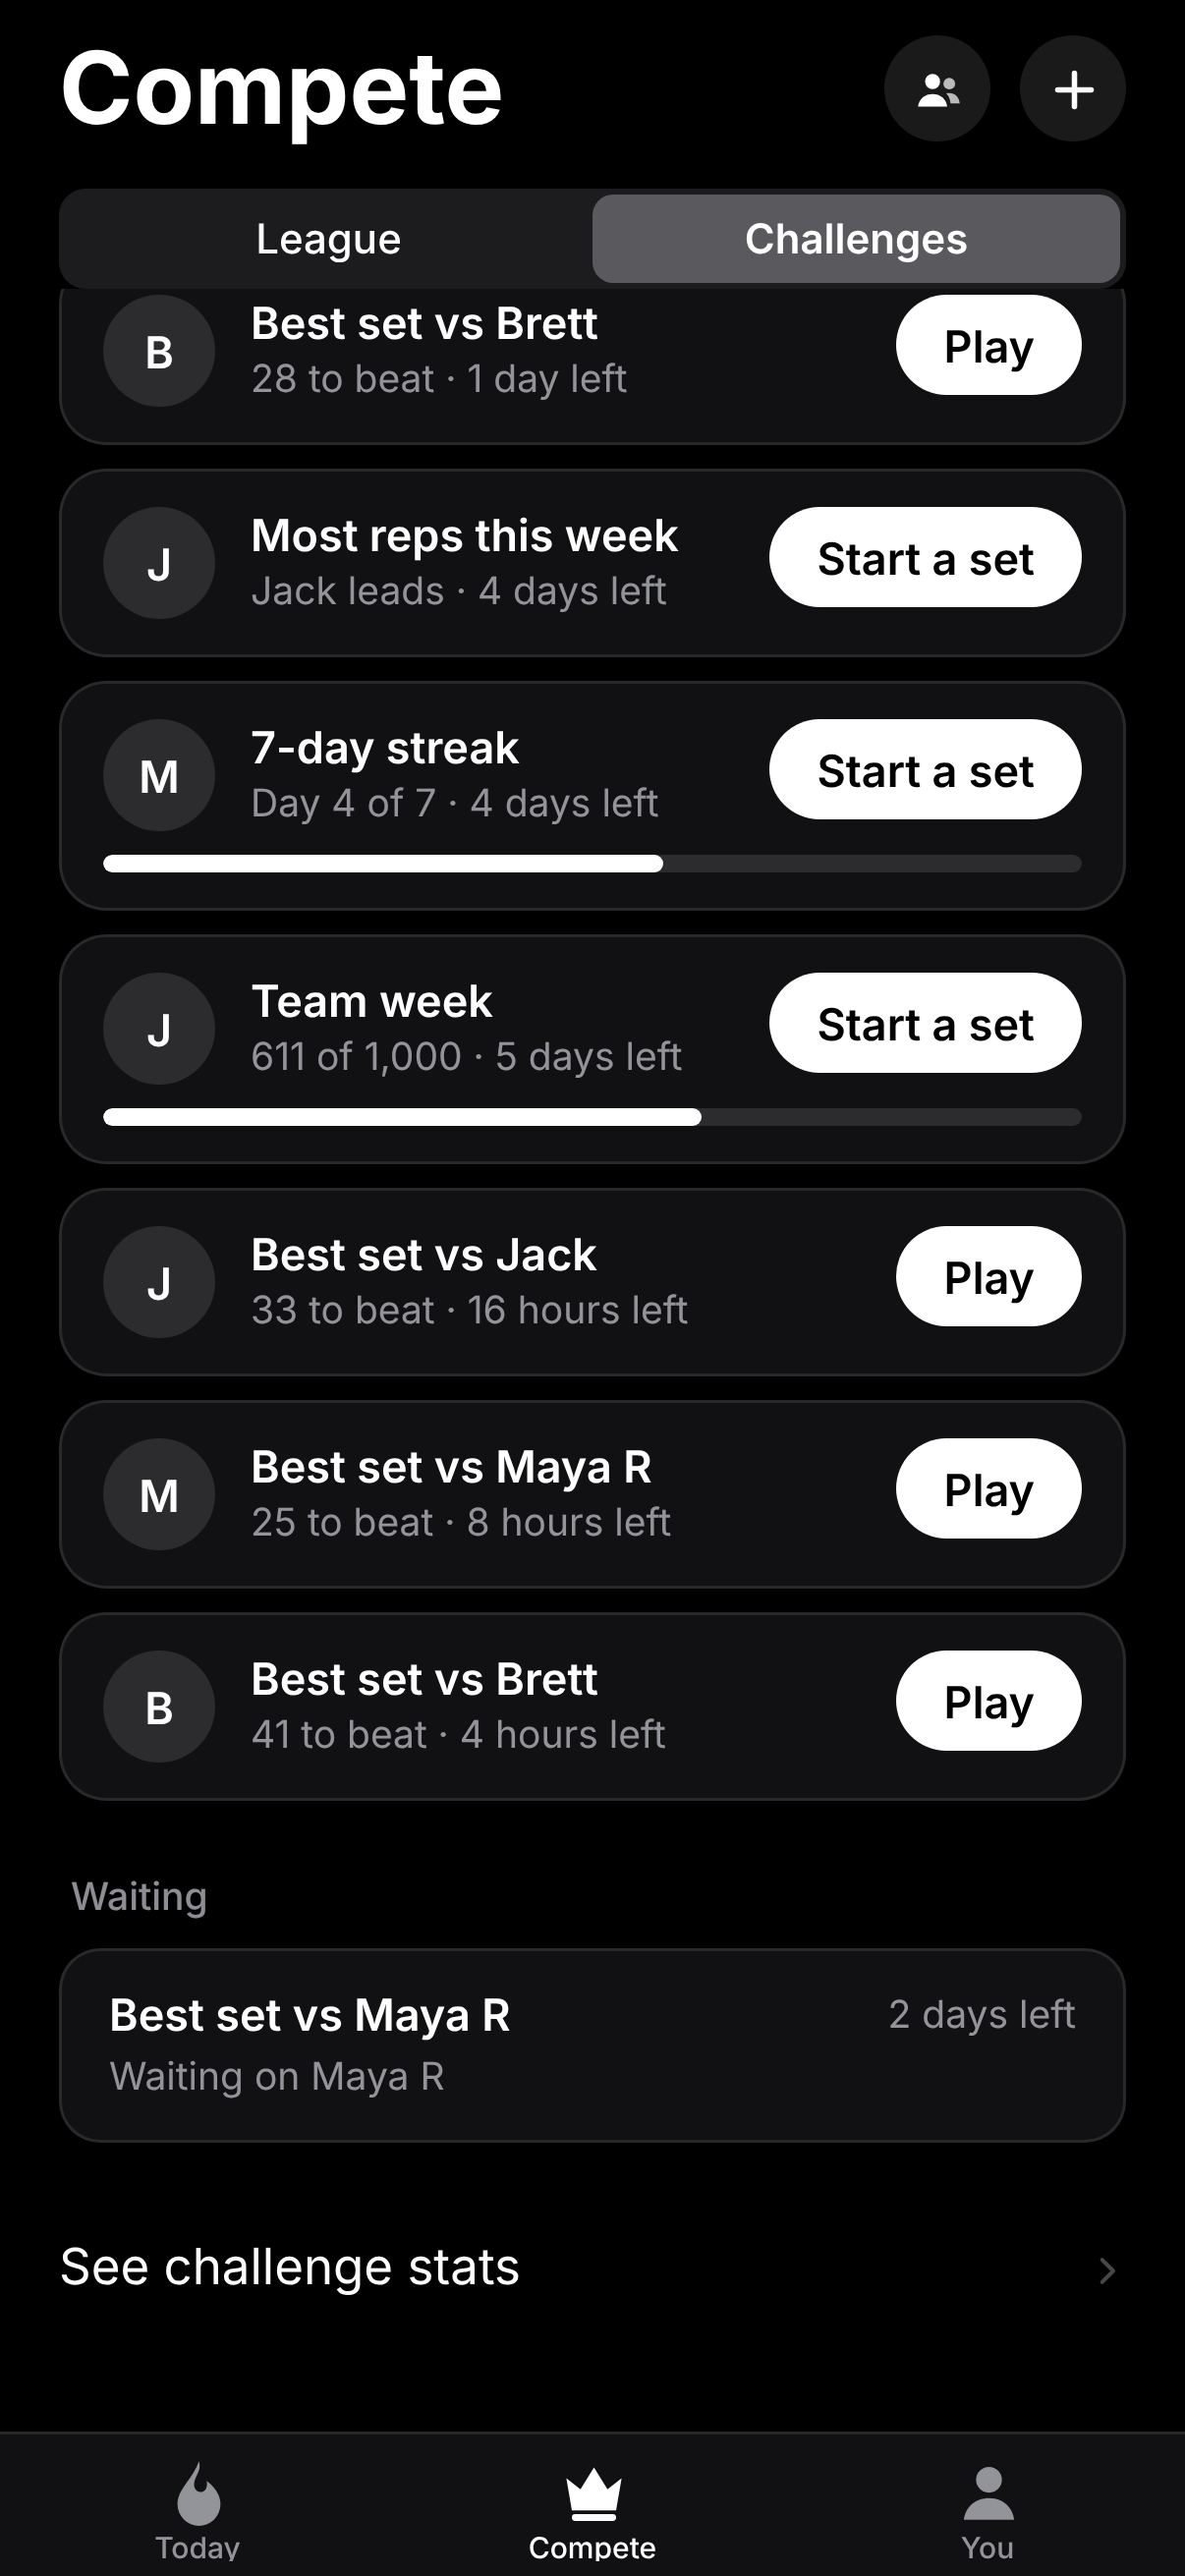 Compete
League
Challenges
B
Best set vs Brett
28 to beat · 1 day left
Play
J
Most reps this week
Jack leads · 4 days left
Start a set
M
7-day streak
Day 4 of 7 · 4 days left
Start a set
J
Team week
611 of 1,000 · 5 days left
Start a set
J
Best set vs Jack
33 to beat · 16 hours left
Play
M
Best set vs Maya R
25 to beat · 8 hours left
Play
B
Best set vs Brett
41 to beat · 4 hours left
Play
Waiting
Best set vs Maya R
2 days left
Waiting on Maya R
See challenge stats
Today
Compete
You